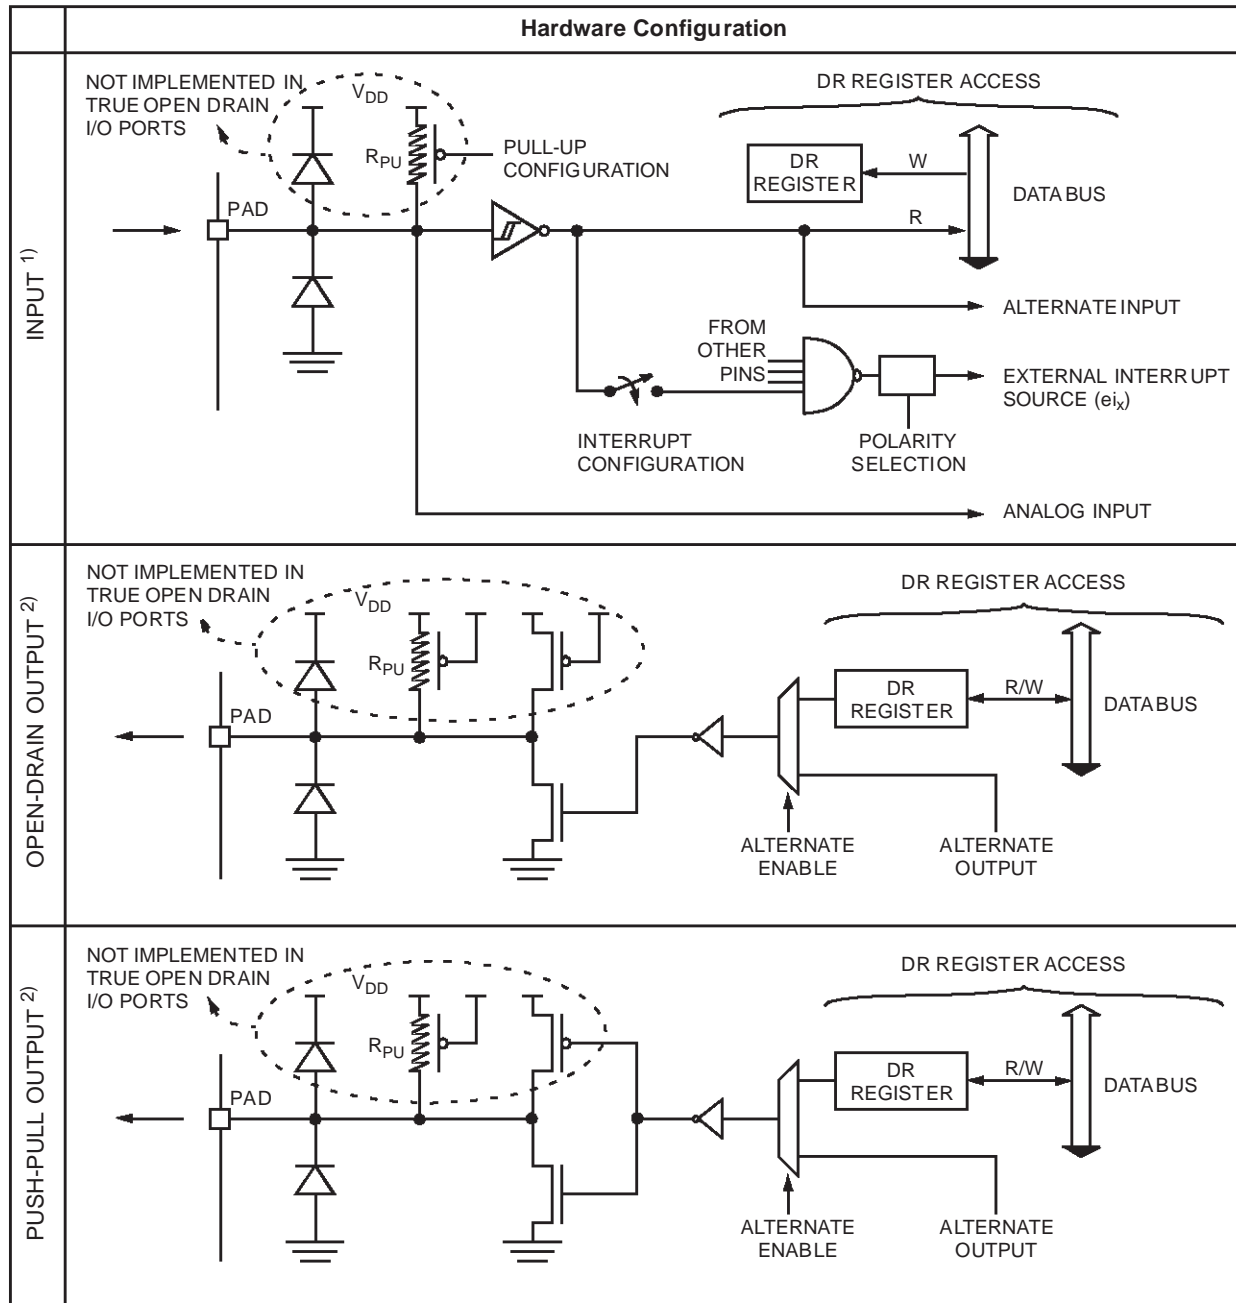 Hardware Configuration
INPUT 1)
NOT IMPLEMENTED IN
TRUE OPEN DRAIN
I/O PORTS
VDD
RPU
PULL-UP
CONFIGURATION
PAD
DR REGISTER ACCESS
DR
REGISTER
W
R
DATA BUS
ALTERNATE INPUT
FROM
OTHER
PINS
EXTERNAL INTERRUPT
SOURCE (eix)
INTERRUPT
CONFIGURATION
POLARITY
SELECTION
ANALOG INPUT
OPEN-DRAIN OUTPUT 2)
NOT IMPLEMENTED IN
TRUE OPEN DRAIN
I/O PORTS
VDD
RPU
PAD
DR REGISTER ACCESS
DR
REGISTER
R/W
DATA BUS
ALTERNATE
ENABLE
ALTERNATE
OUTPUT
PUSH-PULL OUTPUT 2)
NOT IMPLEMENTED IN
TRUE OPEN DRAIN
I/O PORTS
VDD
RPU
PAD
DR REGISTER ACCESS
DR
REGISTER
R/W
DATA BUS
ALTERNATE
ENABLE
ALTERNATE
OUTPUT